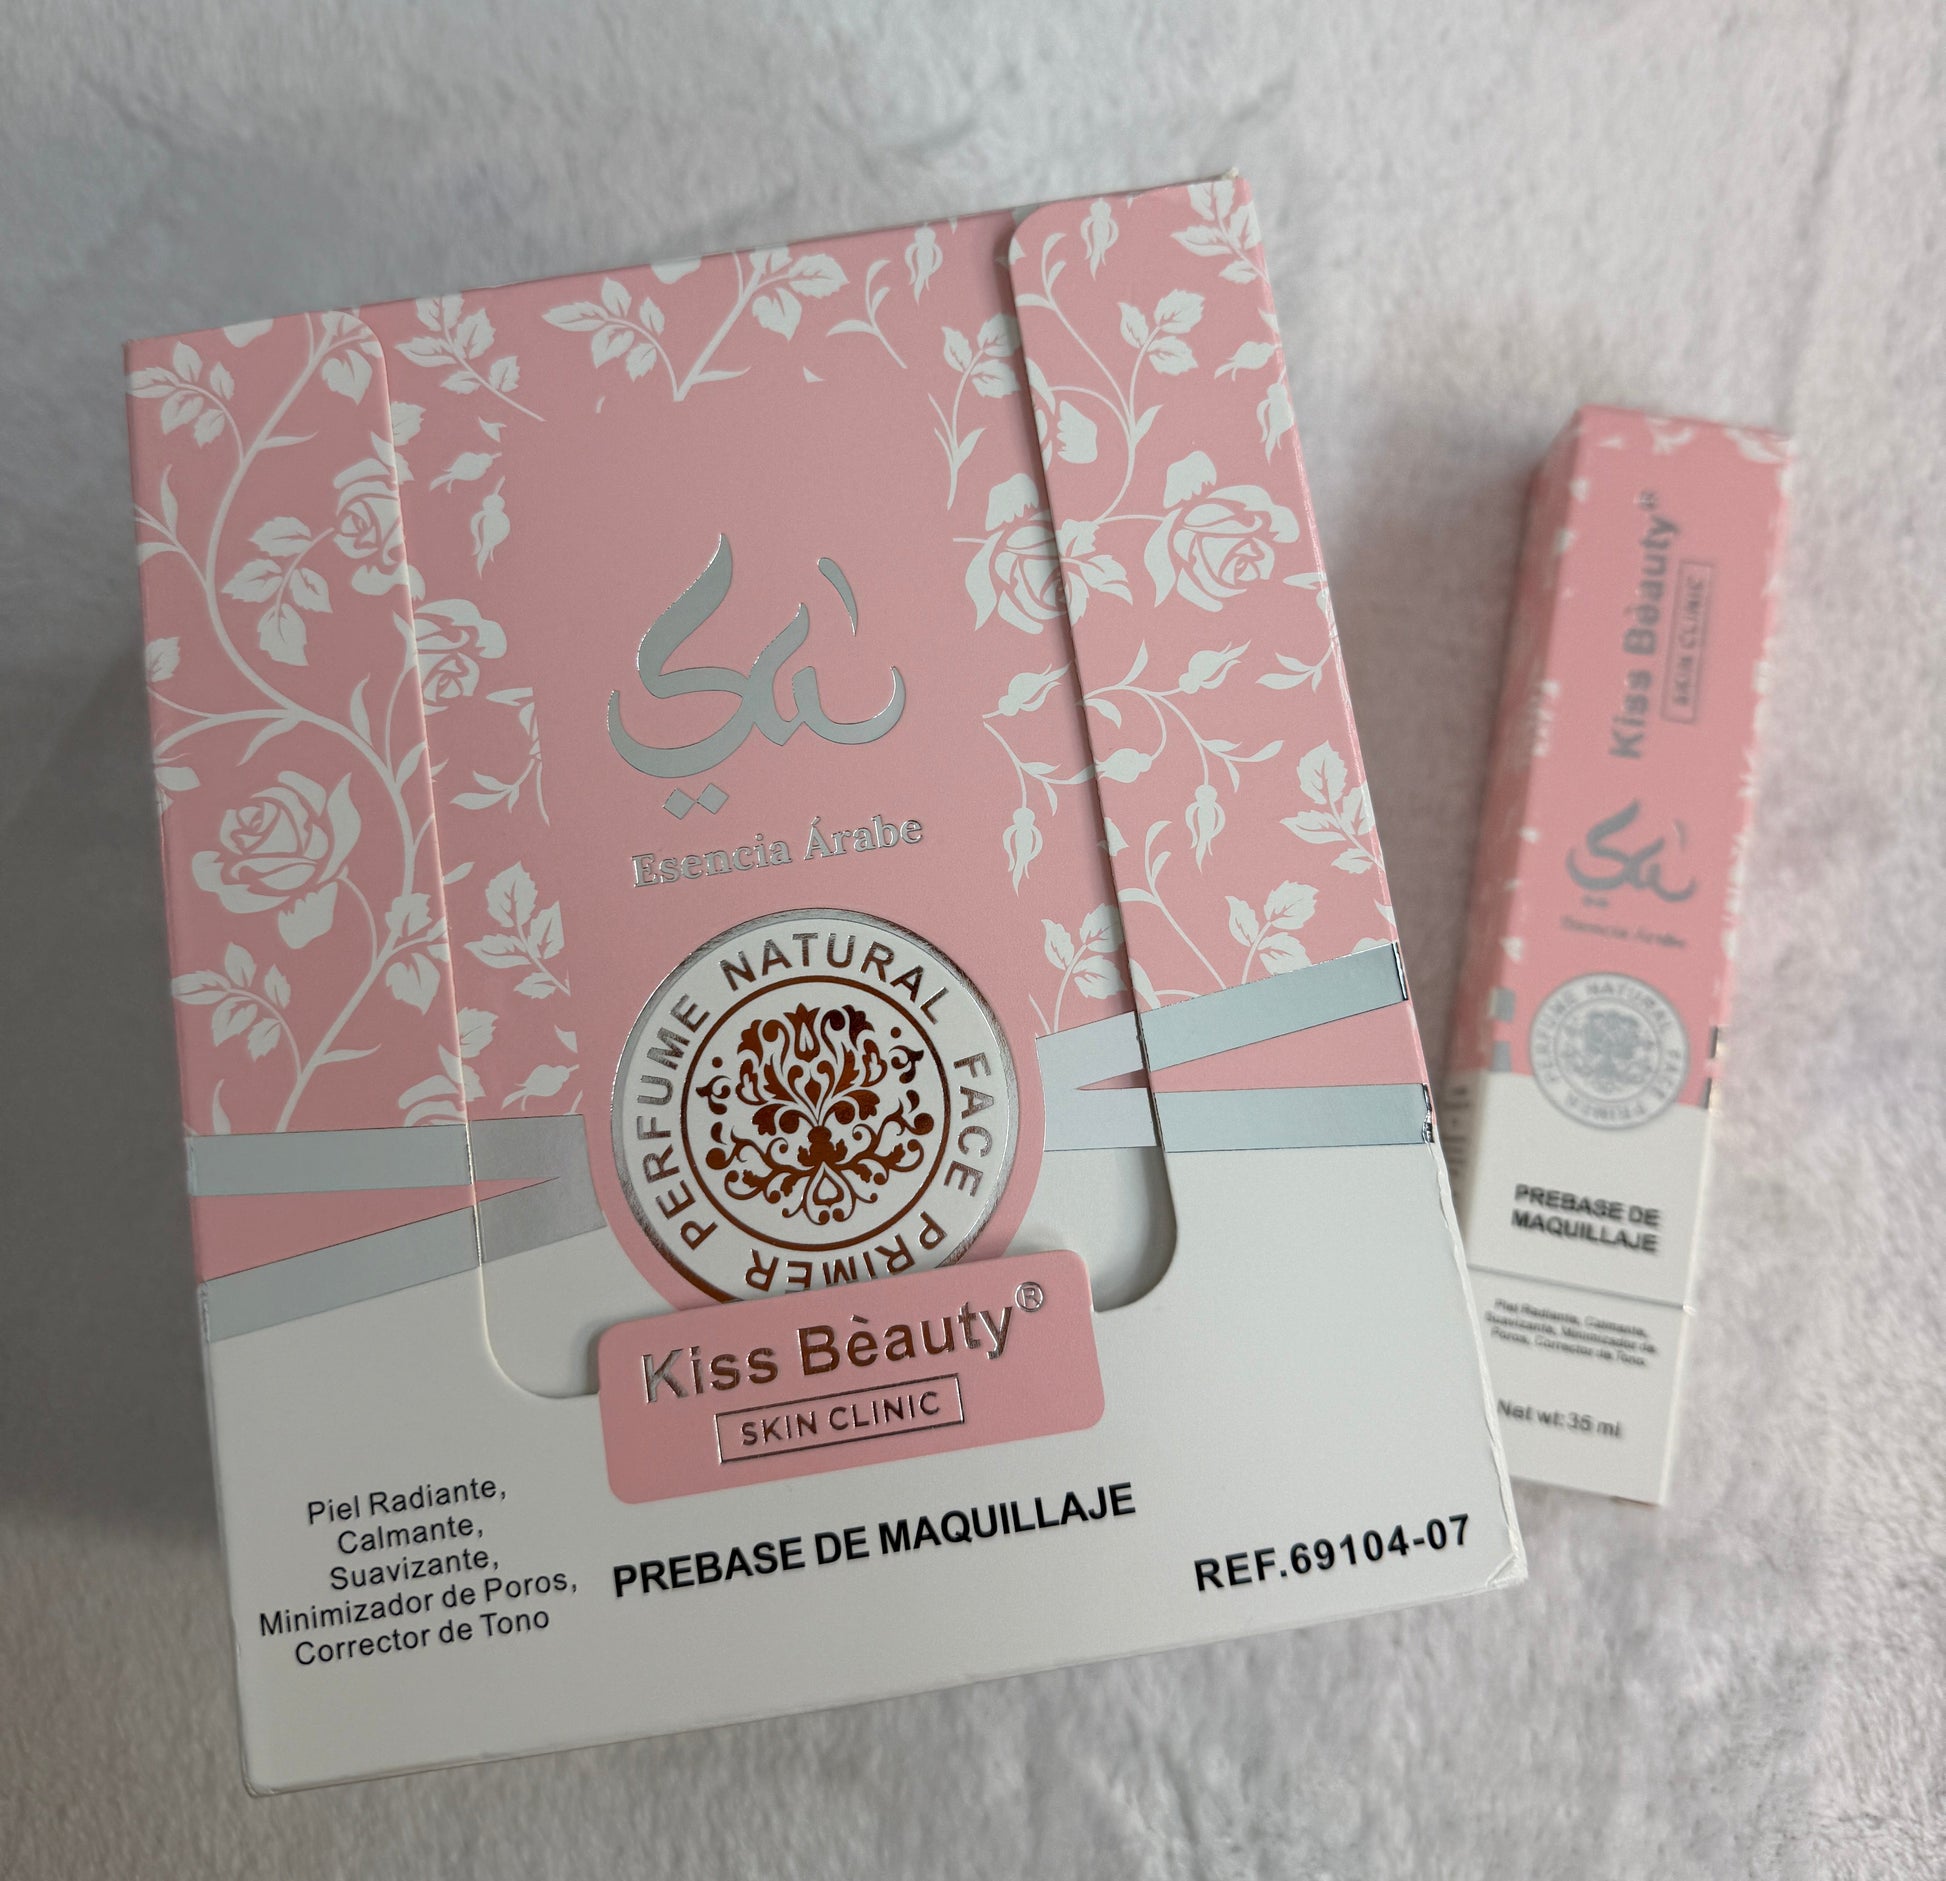 Esencia Árabe
PERFUME NATURAL FACE PRIMER
Kiss Bèauty®
SKIN CLINIC
Piel Radiante,
Calmante,
Suavizante,
Minimizador de Poros,
Corrector de Tono
PREBASE DE MAQUILLAJE
REF.69104-07
Kiss Bèauty®
SKIN CLINIC
Esencia Árabe
PERFUME NATURAL FACE PRIMER
PREBASE DE
MAQUILLAJE
Piel Radiante, Calmante,
Suavizante, Minimizador de
Poros, Corrector de Tono
Net wt: 35 ml